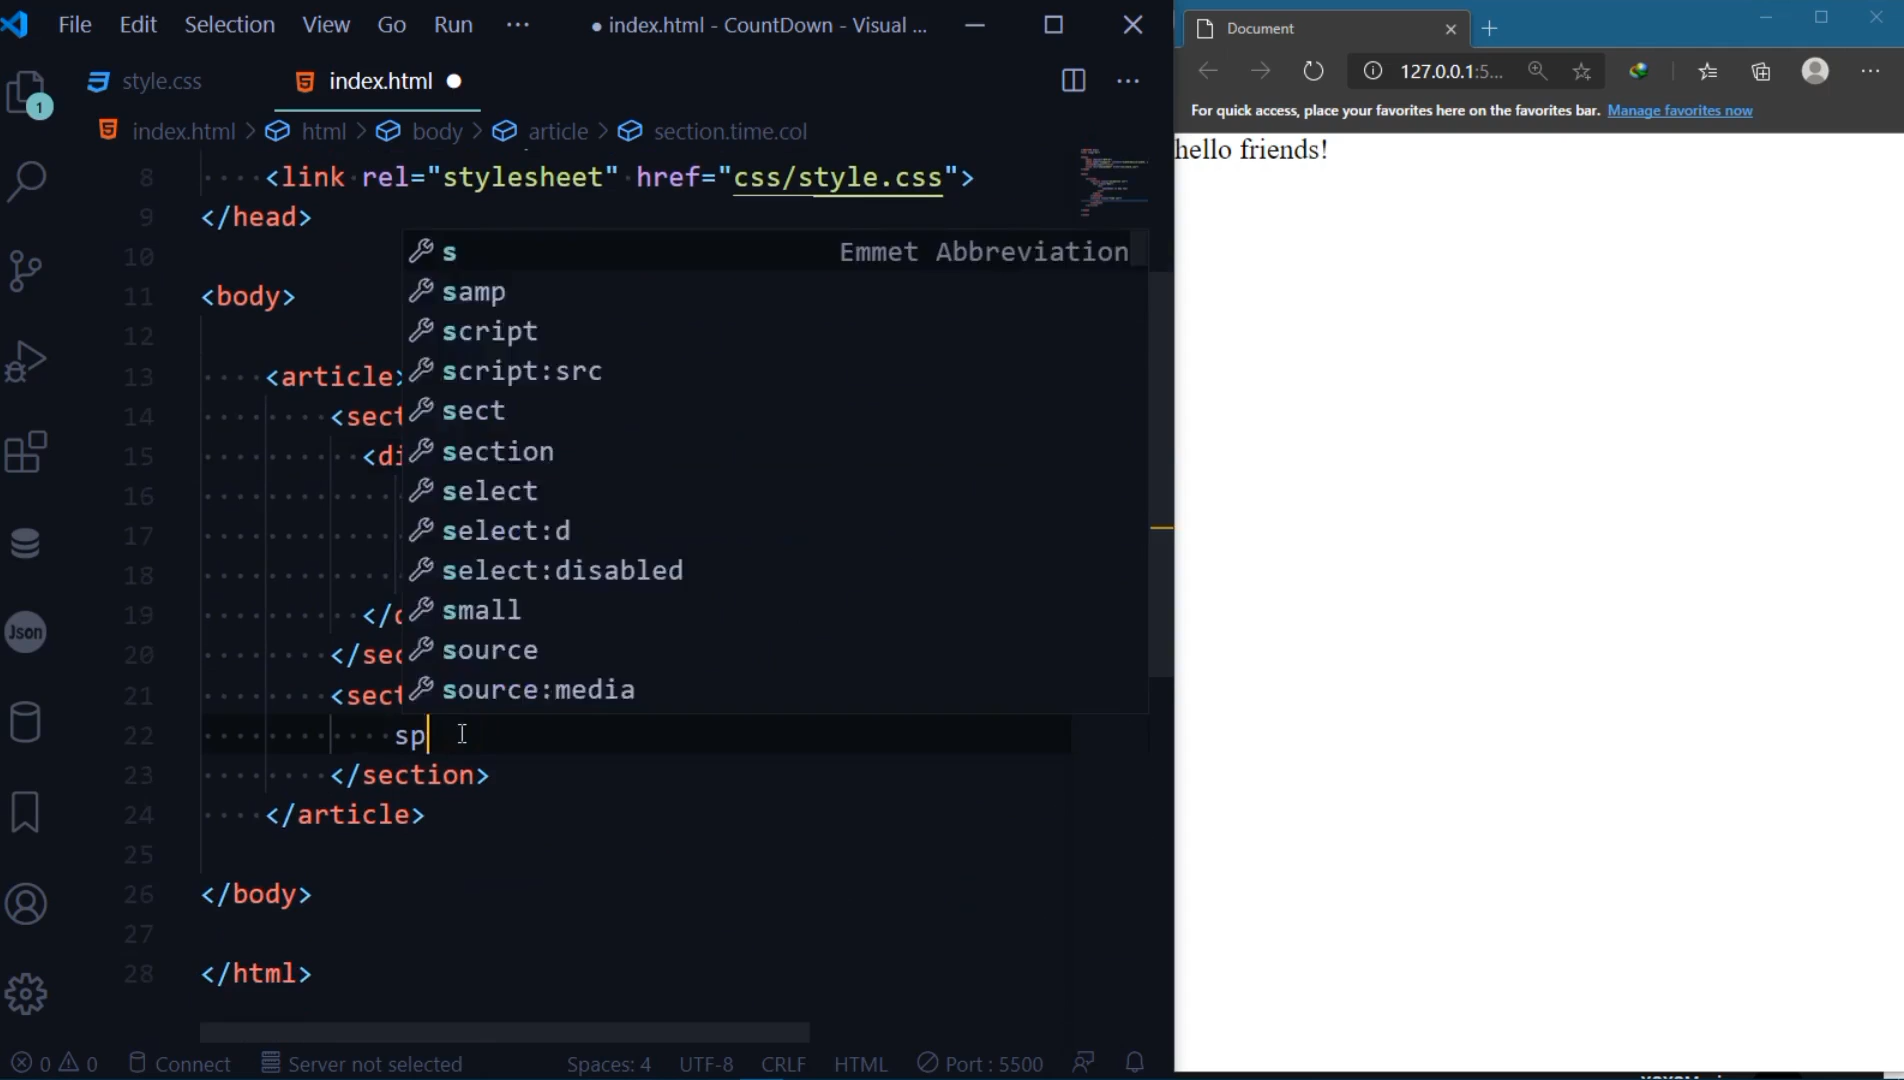 File Edit Selection View Go Run ··· ● index.html - CountDown - Visual ...
style.css index.html ●
index.html > html > body > article > section.time.col
8 <link rel="stylesheet" href="css/style.css">
9 </head>
10
11 <body>
12
13 <article>
14 <sect
15 <di
16
17
18
19 </d
20 </sec
21 <sect
22 sp
23 </section>
24 </article>
25
26 </body>
27
28 </html>
s Emmet Abbreviation
samp
script
script:src
sect
section
select
select:d
select:disabled
small
source
source:media
1
Json
0 0 Connect Server not selected Spaces: 4 UTF-8 CRLF HTML Port : 5500
Document
127.0.0.1:5...
For quick access, place your favorites here on the favorites bar. Manage favorites now
hello friends!